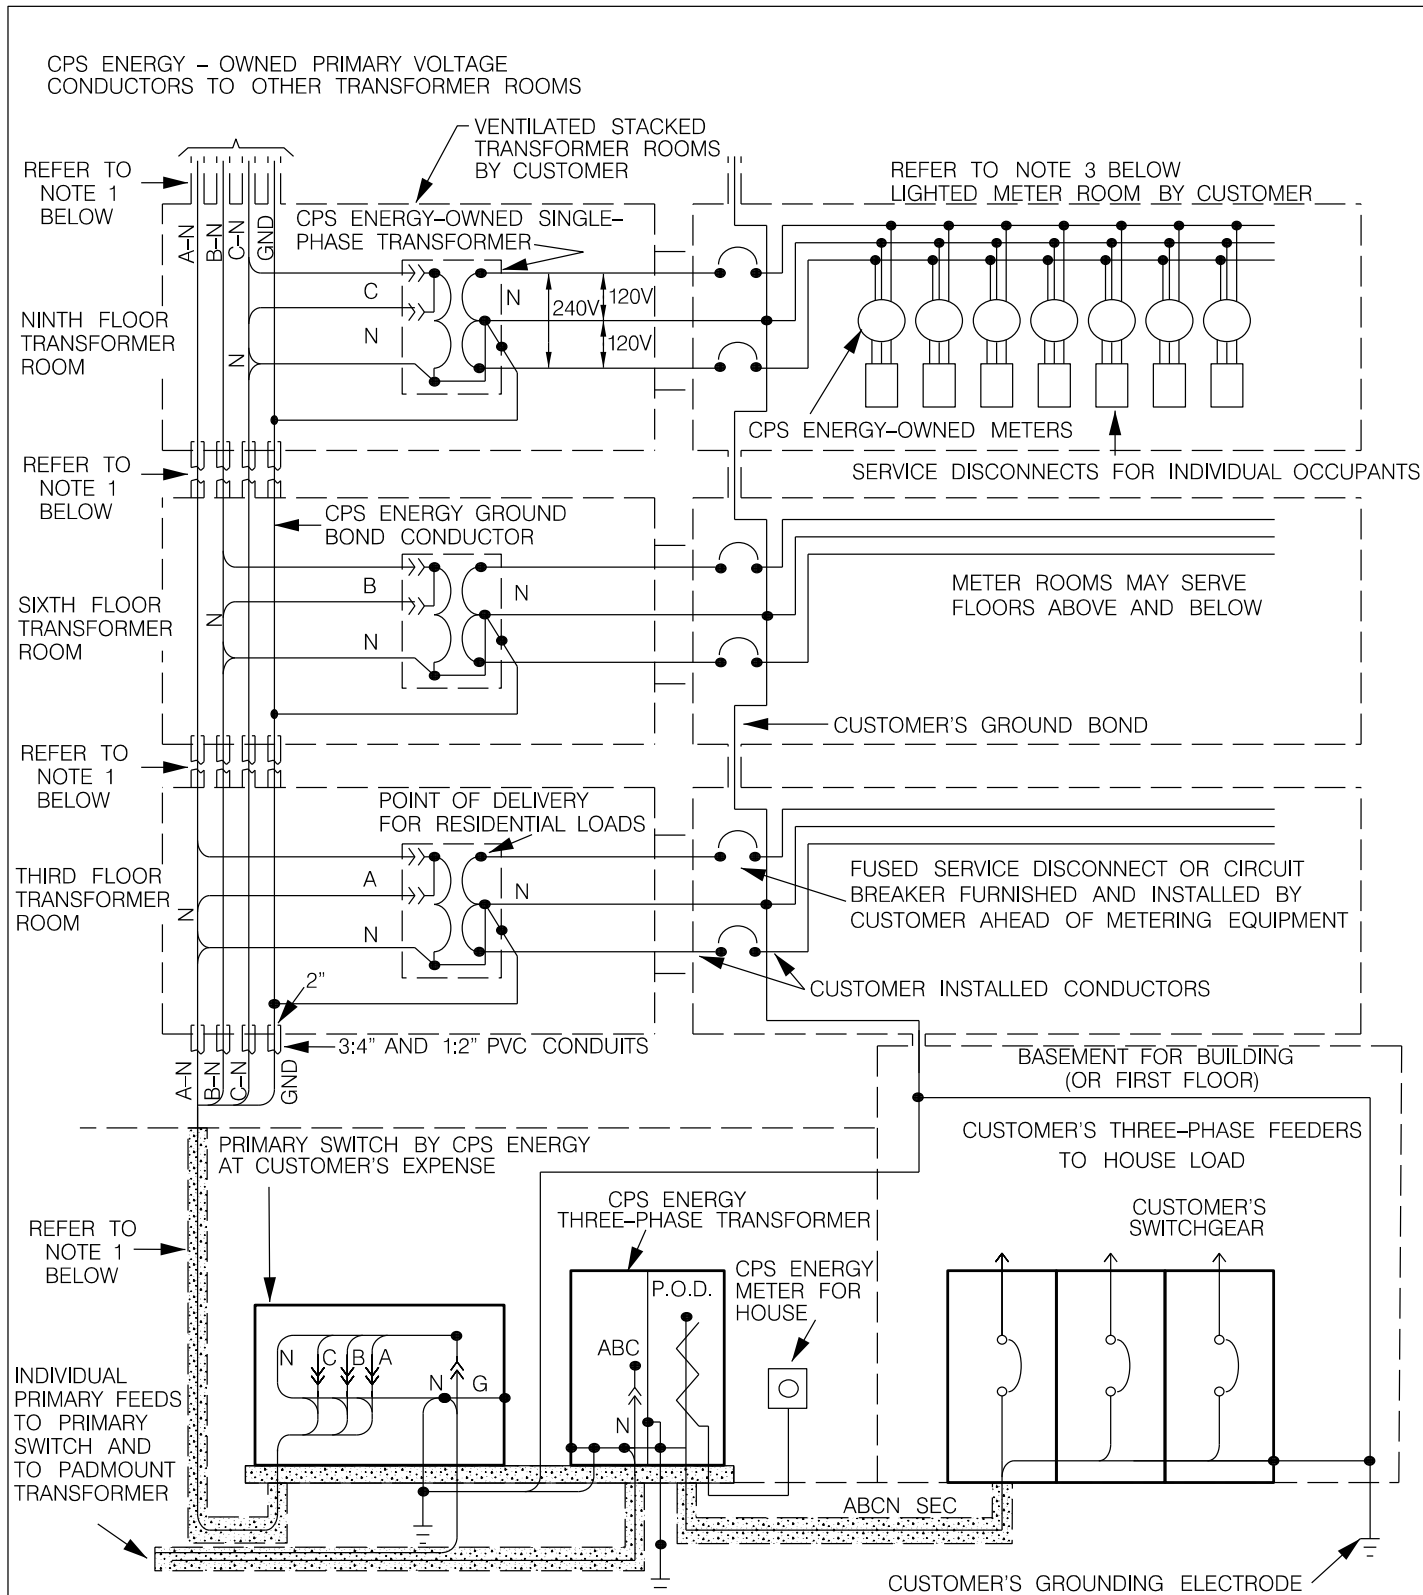 CPS ENERGY – OWNED PRIMARY VOLTAGE
CONDUCTORS TO OTHER TRANSFORMER ROOMS
VENTILATED STACKED
TRANSFORMER ROOMS
BY CUSTOMER
REFER TO NOTE 3 BELOW
LIGHTED METER ROOM BY CUSTOMER
REFER TO
NOTE 1
BELOW
A-N
B-N
C-N
GND
CPS ENERGY-OWNED SINGLE-
PHASE TRANSFORMER
C
N
N
N
240V
120V
120V
NINTH FLOOR
TRANSFORMER
ROOM
CPS ENERGY-OWNED METERS
SERVICE DISCONNECTS FOR INDIVIDUAL OCCUPANTS
REFER TO
NOTE 1
BELOW
CPS ENERGY GROUND
BOND CONDUCTOR
B
N
N
N
SIXTH FLOOR
TRANSFORMER
ROOM
METER ROOMS MAY SERVE
FLOORS ABOVE AND BELOW
CUSTOMER'S GROUND BOND
REFER TO
NOTE 1
BELOW
POINT OF DELIVERY
FOR RESIDENTIAL LOADS
A
N
N
N
THIRD FLOOR
TRANSFORMER
ROOM
FUSED SERVICE DISCONNECT OR CIRCUIT
BREAKER FURNISHED AND INSTALLED BY
CUSTOMER AHEAD OF METERING EQUIPMENT
2"
CUSTOMER INSTALLED CONDUCTORS
3:4" AND 1:2" PVC CONDUITS
A-N
B-N
C-N
GND
BASEMENT FOR BUILDING
(OR FIRST FLOOR)
PRIMARY SWITCH BY CPS ENERGY
AT CUSTOMER'S EXPENSE
CUSTOMER'S THREE-PHASE FEEDERS
TO HOUSE LOAD
CPS ENERGY
THREE-PHASE TRANSFORMER
CUSTOMER'S
SWITCHGEAR
REFER TO
NOTE 1
BELOW
CPS ENERGY
METER FOR
HOUSE
P.O.D.
ABC
N
N
C
B
A
N
G
INDIVIDUAL
PRIMARY FEEDS
TO PRIMARY
SWITCH AND
TO PADMOUNT
TRANSFORMER
ABCN SEC
CUSTOMER'S GROUNDING ELECTRODE